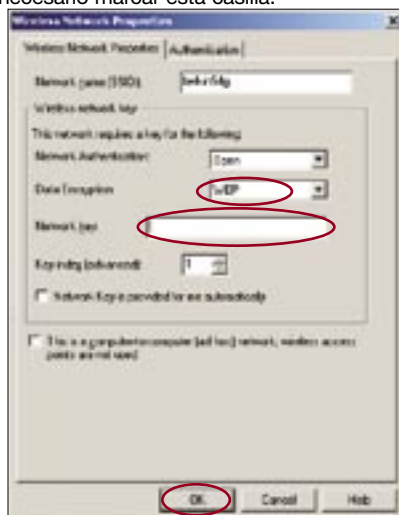 necesario marcar esta casilla.
Wireless Network Properties
Wireless Network Properties
Authentication
Network name (SSID):
Wireless network key
This network requires a key for the following:
Network Authentication:
Open
Data Encryption
WEP
Network key:
Key index (advanced):
1
Network Key is provided for me automatically
This is a computer-to-computer (ad hoc) network; wireless access
points are not used
OK
Cancel
Help